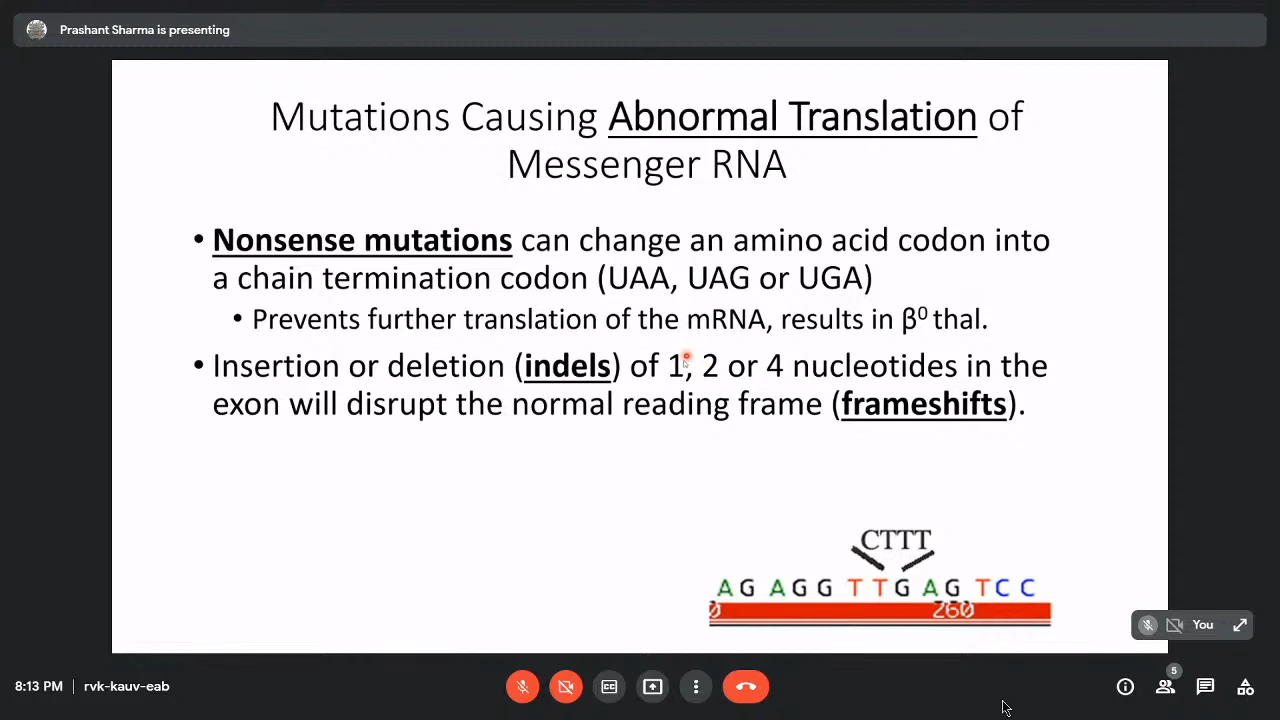 Prashant Sharma is presenting
Mutations Causing Abnormal Translation of
Messenger RNA
• Nonsense mutations can change an amino acid codon into
a chain termination codon (UAA, UAG or UGA)
• Prevents further translation of the mRNA, results in β⁰ thal.
• Insertion or deletion (indels) of 1, 2 or 4 nucleotides in the
exon will disrupt the normal reading frame (frameshifts).
CTTT
AG AGG TTGAG TCC
0 260
You
8:13 PM | rvk-kauv-eab
5